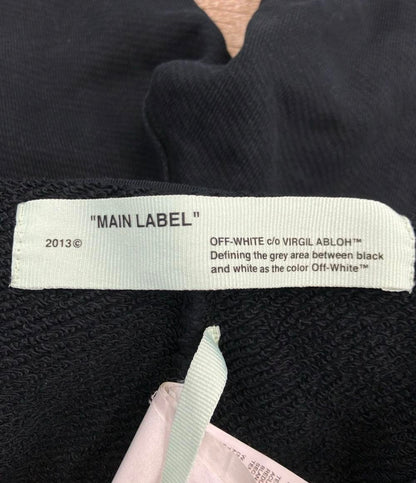 "MAIN LABEL"
2013©
OFF-WHITE c/o VIRGIL ABLOH™
Defining the grey area between black
and white as the color Off-White™